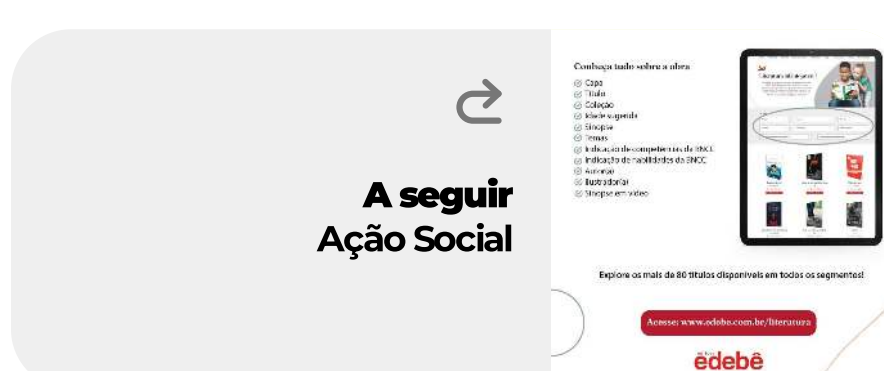 A seguir
Ação Social
Conheça tudo sobre a obra
Capa
Título
Coleção
Idade sugerida
Sinopse
Temas
Indicação de competências da BNCC
Indicação de habilidades da BNCC
Autor(a)
Ilustrador(a)
Sinopse em vídeo
Explore os mais de 80 títulos disponíveis em todos os segmentos!
Acesse: www.edebe.com.br/literatura
edebê